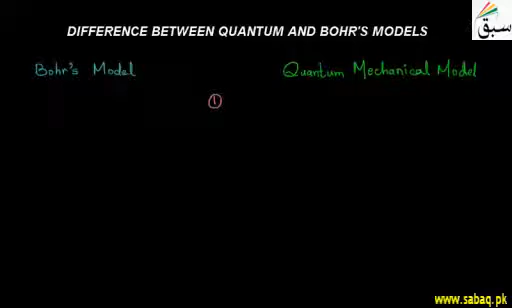 سبق
DIFFERENCE BETWEEN QUANTUM AND BOHR'S MODELS
Bohr's Model Quantum Mechanical Model
①
www.sabaq.pk